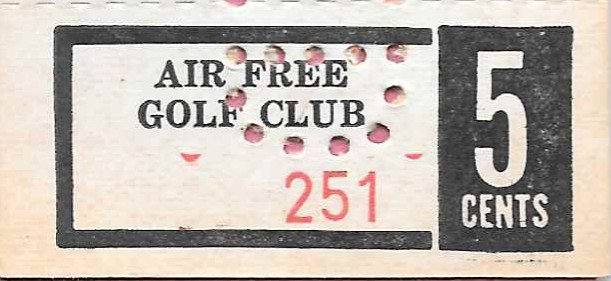 AIR FREE
GOLF CLUB
251
5
CENTS